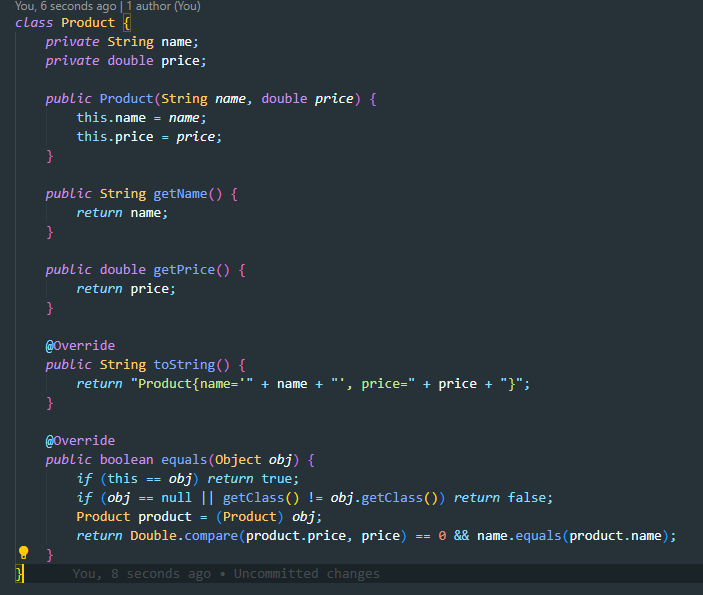 You, 6 seconds ago | 1 author (You)
class Product {
    private String name;
    private double price;

    public Product(String name, double price) {
        this.name = name;
        this.price = price;
    }

    public String getName() {
        return name;
    }

    public double getPrice() {
        return price;
    }

    @Override
    public String toString() {
        return "Product{name='" + name + "', price=" + price + "}";
    }

    @Override
    public boolean equals(Object obj) {
        if (this == obj) return true;
        if (obj == null || getClass() != obj.getClass()) return false;
        Product product = (Product) obj;
        return Double.compare(product.price, price) == 0 && name.equals(product.name);
    }
}    You, 8 seconds ago • Uncommitted changes